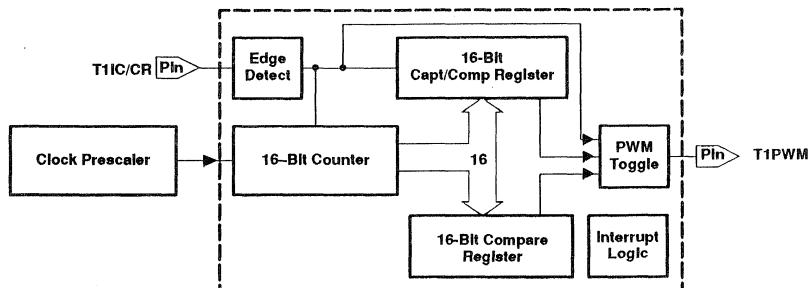 T1IC/CR
Pin
Edge
Detect
16-Bit
Capt/Comp Register
Clock Prescaler
16-Bit Counter
16
PWM
Toggle
Pin
T1PWM
16-Bit Compare
Register
Interrupt
Logic